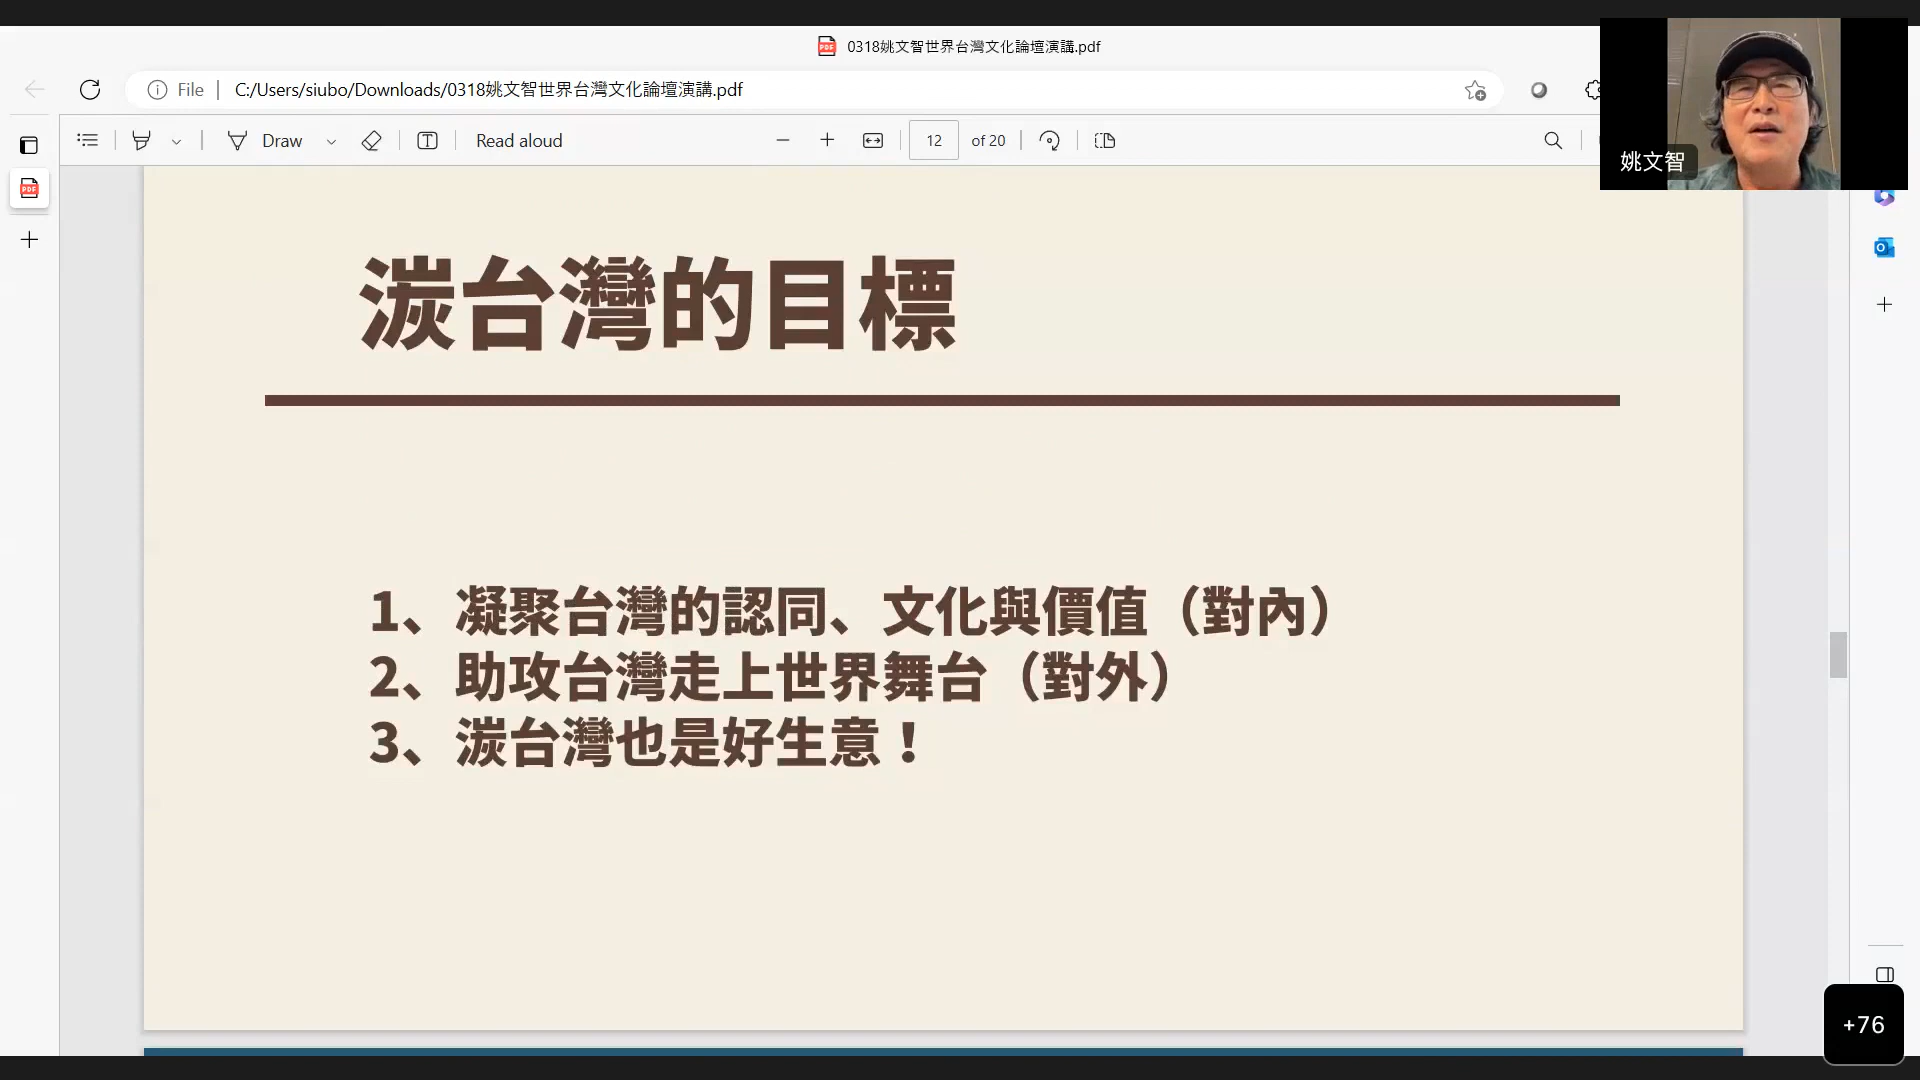 0318姚文智世界台灣文化論壇演講.pdf
File
C:/Users/siubo/Downloads/0318姚文智世界台灣文化論壇演講.pdf
Draw
Read aloud
12 of 20
姚文智
湠台灣的目標
1、凝聚台灣的認同、文化與價值（對內）
2、助攻台灣走上世界舞台（對外）
3、湠台灣也是好生意！
+76